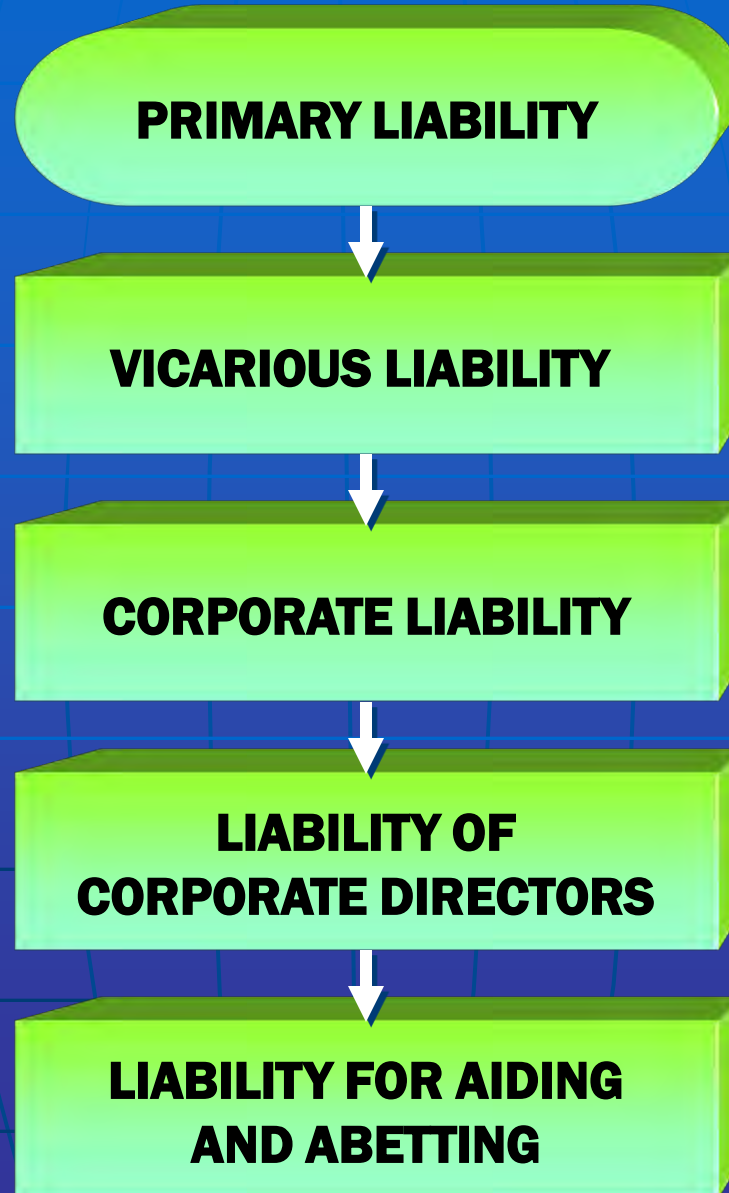 PRIMARY LIABILITY
VICARIOUS LIABILITY
CORPORATE LIABILITY
LIABILITY OF
CORPORATE DIRECTORS
LIABILITY FOR AIDING
AND ABETTING